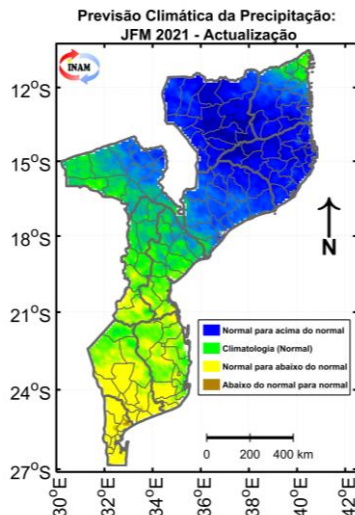 Previsão Climática da Precipitação:
JFM 2021 - Actualização
INAM
12°S
15°S
18°S
21°S
24°S
27°S
N
Normal para acima do normal
Climatologia (Normal)
Normal para abaixo do normal
Abaixo do normal para normal
0 200 400 km
30°E
32°E
34°E
36°E
38°E
40°E
42°E